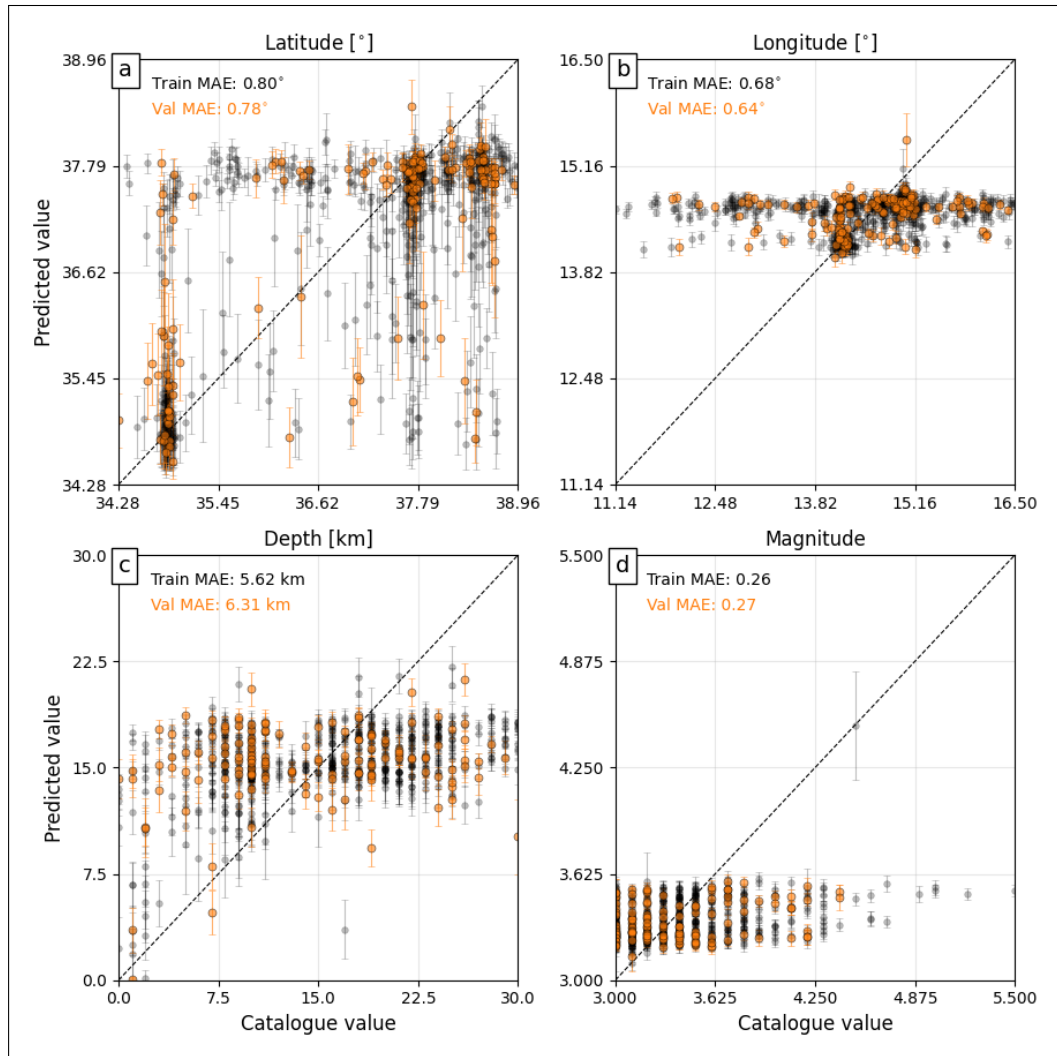 Latitude [°]
a
Train MAE: 0.80°
Val MAE: 0.78°
38.96
37.79
36.62
35.45
34.28
34.28 35.45 36.62 37.79 38.96
Predicted value
Longitude [°]
b
Train MAE: 0.68°
Val MAE: 0.64°
16.50
15.16
13.82
12.48
11.14
11.14 12.48 13.82 15.16 16.50
Depth [km]
c
Train MAE: 5.62 km
Val MAE: 6.31 km
30.0
22.5
15.0
7.5
0.0
0.0 7.5 15.0 22.5 30.0
Predicted value
Catalogue value
Magnitude
d
Train MAE: 0.26
Val MAE: 0.27
5.500
4.875
4.250
3.625
3.000
3.000 3.625 4.250 4.875 5.500
Catalogue value